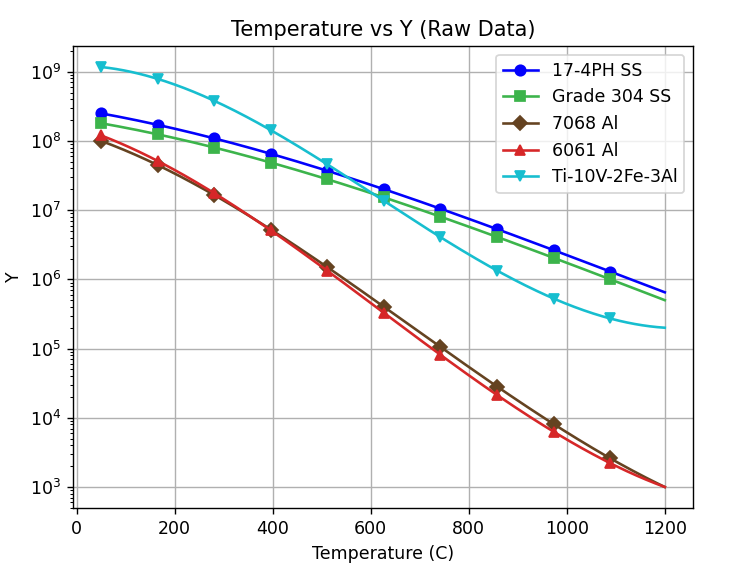 Temperature vs Y (Raw Data)
10⁹
10⁸
10⁷
10⁶
10⁵
10⁴
10³
Y
17-4PH SS
Grade 304 SS
7068 Al
6061 Al
Ti-10V-2Fe-3Al
0 200 400 600 800 1000 1200
Temperature (C)